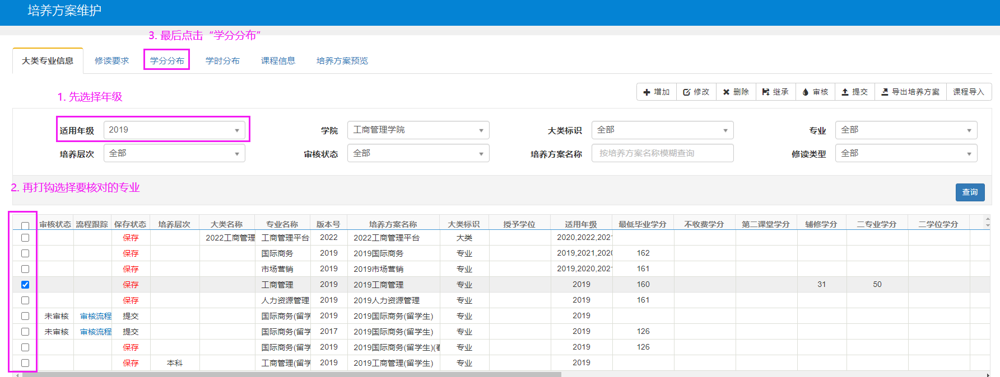 培养方案维护
3. 最后点击“学分分布”
大类专业信息 修读要求 学分分布 学时分布 课程信息 培养方案预览
1. 先选择年级
增加 修改 删除 继承 审核 提交 导出培养方案 课程导入
适用年级 2019 学院 工商管理学院 大类标识 全部 专业 全部
培养层次 全部 审核状态 全部 培养方案名称 按培养方案名称模糊查询 修读类型 全部
2. 再打钩选择要核对的专业
查询
审核状态 流程跟踪 保存状态 培养层次 大类名称 专业名称 版本号 培养方案名称 大类标识 授予学位 适用年级 最低毕业学分 不收费学分 第二课堂学分 辅修学分 二专业学分 二学位学分
保存 2022工商管理 工商管理平台 2022 2022工商管理平台 大类 2020,2022,2021
保存 国际商务 2019 2019国际商务 专业 2019,2021,2020 162
保存 市场营销 2019 2019市场营销 专业 2019,2020,2021 161
保存 工商管理 2019 2019工商管理 专业 2019 160 31 50
保存 人力资源管理 2019 2019人力资源管理 专业 2019 161
未审核 审核流程 提交 国际商务(留学 2019 2019国际商务(留学生) 专业 2019
未审核 审核流程 提交 国际商务(留学 2017 2019国际商务(留学生) 专业 2019 126
保存 国际商务(留学 2019 2019国际商务(留学生)(春 专业 2019 126
保存 本科 工商管理(留学 2019 2019工商管理(留学生) 专业 2019